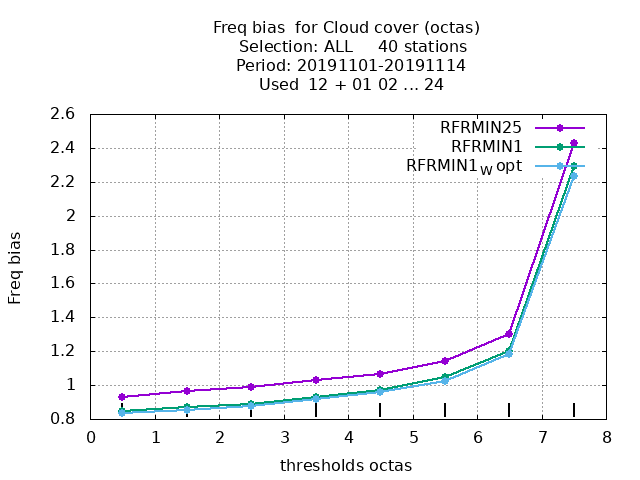 Freq bias for Cloud cover (octas)
Selection: ALL 40 stations
Period: 20191101-20191114
Used 12 + 01 02 ... 24
2.6
2.4
2.2
2
1.8
1.6
1.4
1.2
1
0.8
Freq bias
RFRMIN25
RFRMIN1
RFRMIN1W opt
0 1 2 3 4 5 6 7 8
thresholds octas